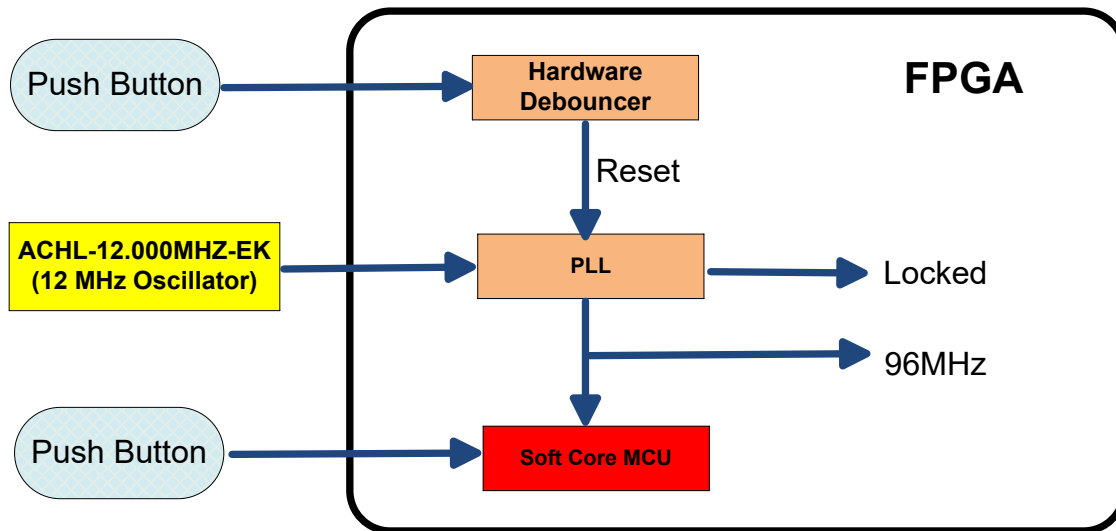 Push Button
Hardware
Debouncer
FPGA
Reset
ACHL-12.000MHZ-EK
(12 MHz Oscillator)
PLL
Locked
96MHz
Push Button
Soft Core MCU